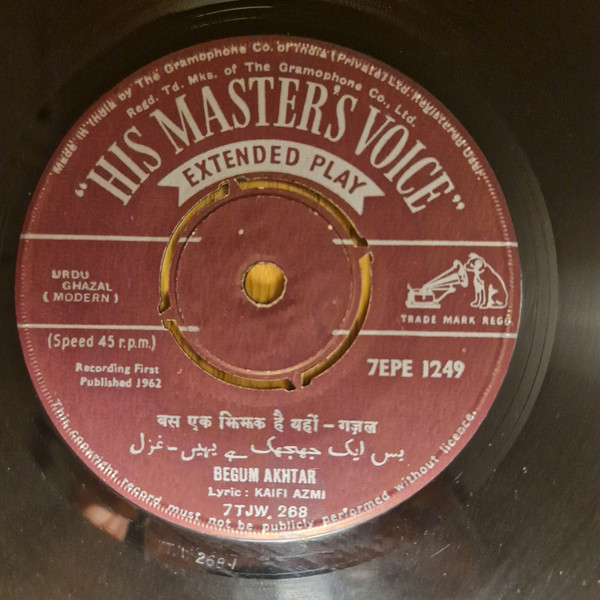 Made in India by The Gramophone Co. of India (Private) Ltd. Registered User
Regd. Td. Mks. of The Gramophone Co., Ltd.
"HIS MASTER'S VOICE"
EXTENDED PLAY
URDU
GHAZAL
(MODERN)
TRADE MARK REGD
(Speed 45 r.p.m.)
7EPE 1249
Recording First
Published 1962
बस एक झिझक है यही - गज़ल
بس ایک جھجھک ہے یہیں - غزل
BEGUM AKHTAR
Lyric : KAIFI AZMI
7TJW. 268
This copyright record must not be publicly performed without licence.